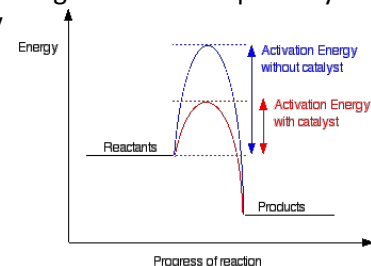 Energy
Activation Energy
without catalyst
Activation Energy
with catalyst
Reactants
Products
Progress of reaction